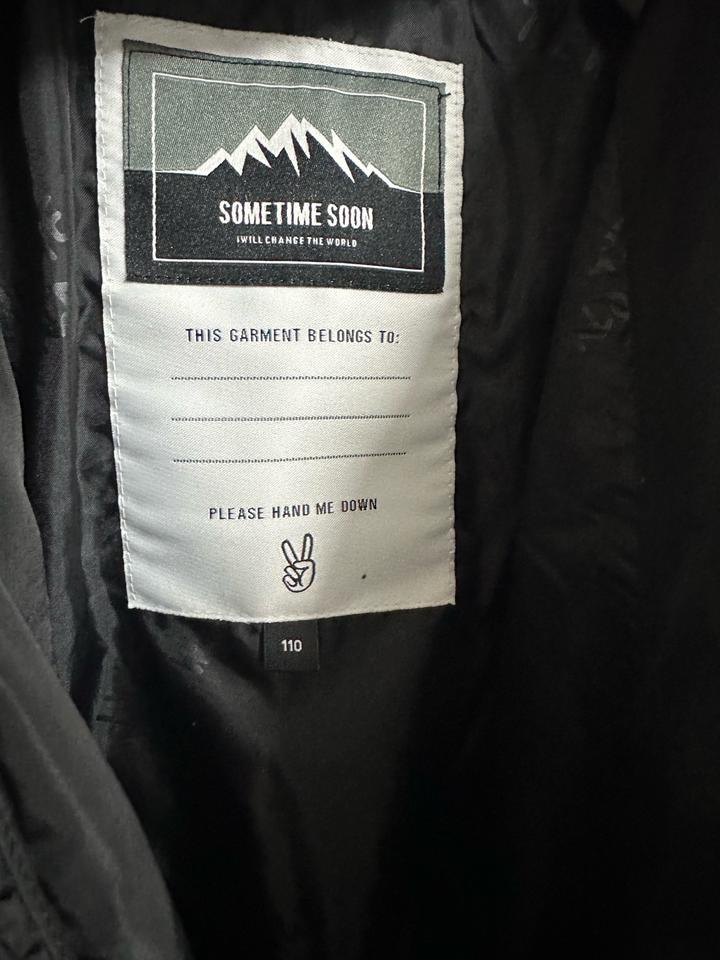 SOMETIME SOON
I WILL CHANGE THE WORLD
THIS GARMENT BELONGS TO:
PLEASE HAND ME DOWN
110